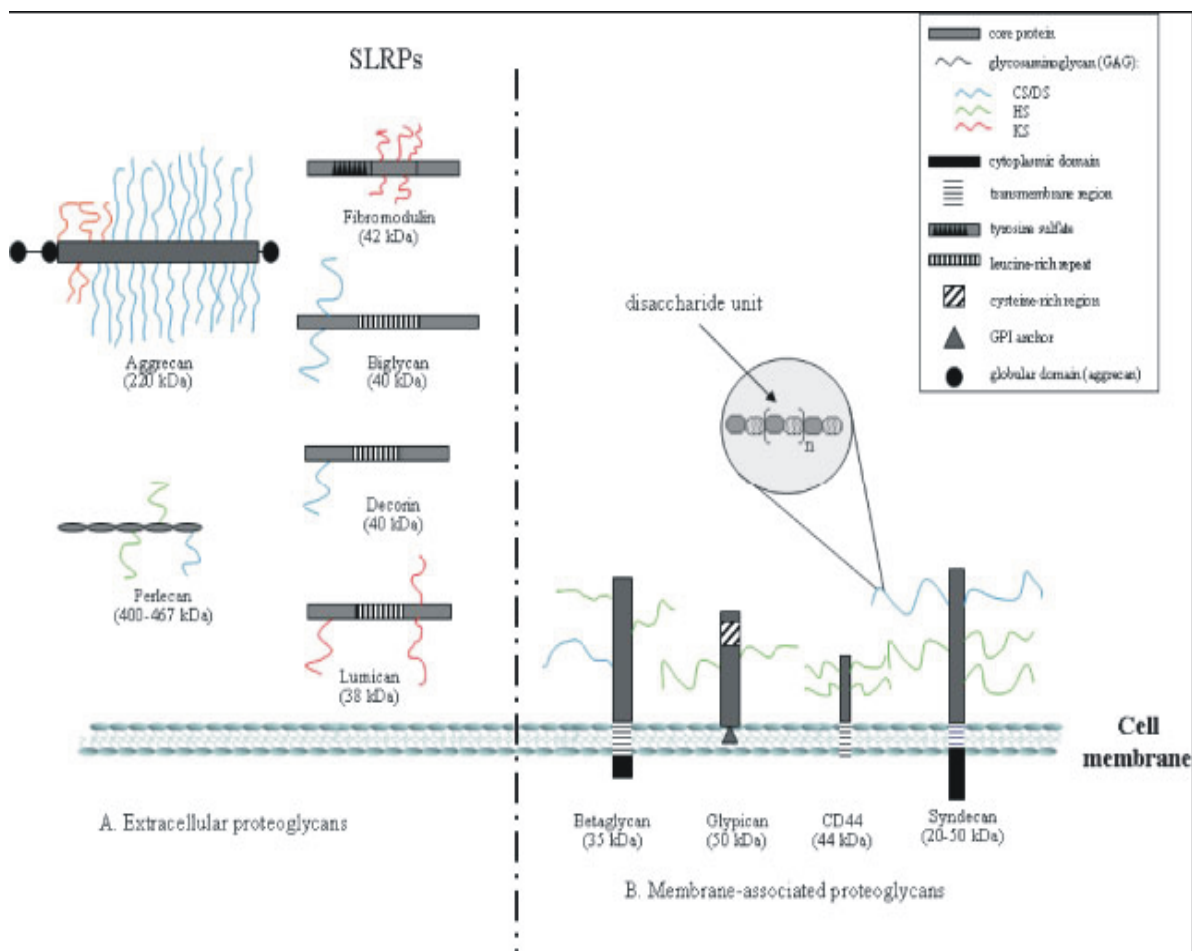 SLRPs
Fibromodulin
(42 kDa)
Aggrecan
(220 kDa)
Biglycan
(40 kDa)
Decorin
(40 kDa)
Perlecan
(400-467 kDa)
Lumican
(38 kDa)
A. Extracellular proteoglycans
core protein
glycosaminoglycan (GAG):
CS/DS
HS
KS
cytoplasmic domain
transmembrane region
tyrosine sulfate
leucine-rich repeat
cysteine-rich region
GPI anchor
globular domain (aggrecan)
disaccharide unit
n
Cell
membrane
Betaglycan
(35 kDa)
Glypican
(50 kDa)
CD44
(44 kDa)
Syndecan
(20-50 kDa)
B. Membrane-associated proteoglycans